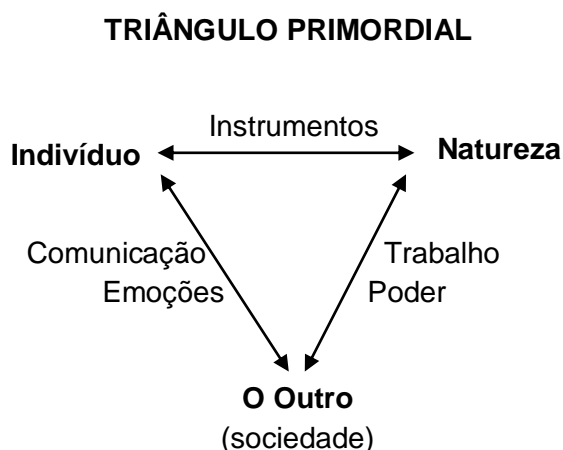 TRIÂNGULO PRIMORDIAL
Instrumentos
Indivíduo Natureza
Comunicação Trabalho
Emoções Poder
O Outro
(sociedade)